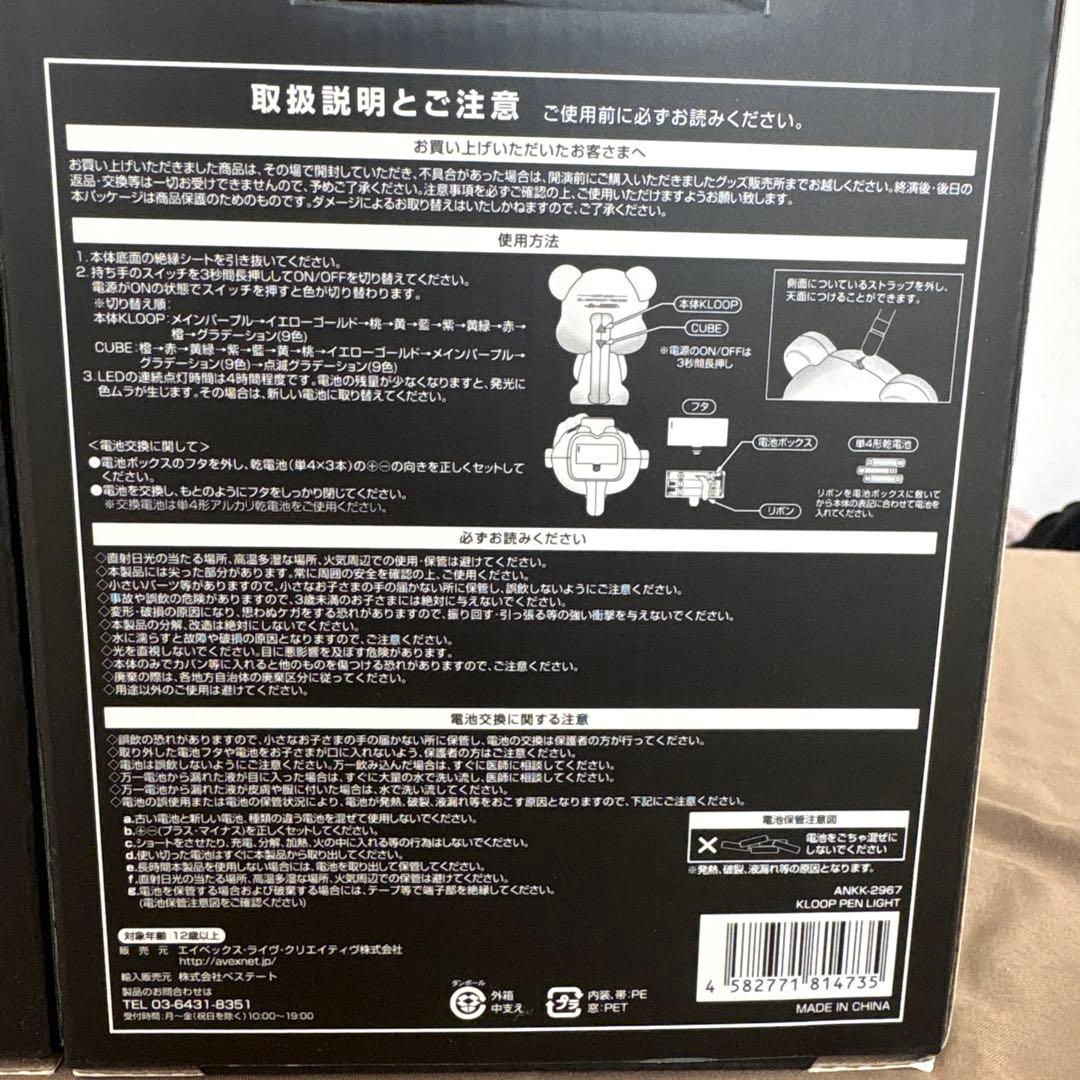 取扱説明とご注意 ご使用前に必ずお読みください。
お買い上げいただいたお客さまへ
お買い上げいただきました商品は、その場で開封していただき、不具合があった場合は、開演前にご購入いただきましたグッズ販売所までお越しください。終演後・後日の
返品・交換等は一切お受けできませんので、予めご了承ください。注意事項を必ずご確認の上、ご使用いただけますようお願い致します。
本パッケージは商品保護のためのものです。ダメージによるお取り替えはいたしかねますので、ご了承ください。
使用方法
1.本体底面の絶縁シートを引き抜いてください。
2.持ち手のスイッチを3秒間長押ししてON/OFFを切り替えてください。
電源がONの状態でスイッチを押すと色が切り替わります。
※切り替え順:
本体KLOOP:メインパープル→イエローゴールド→桃→黄→藍→紫→黄緑→赤→
橙→グラデーション(9色)
CUBE:橙→赤→黄緑→紫→藍→黄→桃→イエローゴールド→メインパープル→
グラデーション(9色)→点滅グラデーション(9色)
3.LEDの連続点灯時間は4時間程度です。電池の残量が少なくなりますと、発光に
色ムラが生じます。その場合は、新しい電池に取り替えてください。
本体KLOOP
CUBE
※電源のON/OFFは
3秒間長押し
側面についているストラップを外し、
天面につけることができます。
<電池交換に関して>
●電池ボックスのフタを外し、乾電池(単4×3本)の⊕⊖の向きを正しくセットして
ください。
●電池を交換し、もとのようにフタをしっかり閉じてください。
※交換電池は単4形アルカリ乾電池をご使用ください。
フタ
電池ボックス
リボン
単4形乾電池
リボンを電池ボックスに敷いて
から本体の表記に合わせて電池を
入れてください。
必ずお読みください
◇直射日光の当たる場所、高温多湿な場所、火気周辺での使用・保管は避けてください。
◇本製品には尖った部分があります。常に周囲の安全を確認の上、ご使用ください。
◇小さいパーツ等がありますので、小さなお子さまの手の届かない所に保管し、誤飲しないようにご注意ください。
◇事故や誤飲の危険がありますので、3歳未満のお子さまには絶対に与えないでください。
◇変形・破損の原因になり、思わぬケガをする恐れがありますので、振り回す・引っ張る等の強い衝撃を与えないでください。
◇本製品の分解、改造は絶対にしないでください。
◇水に濡らすと故障や破損の原因となりますので、ご注意ください。
◇光を直視しないでください。目に悪影響を及ぼす危険があります。
◇本体のみでカバン等に入れると他のものを傷つける恐れがありますので、ご注意ください。
◇廃棄の際は、各地方自治体の廃棄区分に従ってください。
◇用途以外のご使用は避けてください。
電池交換に関する注意
◇誤飲の恐れがありますので、小さなお子さまの手の届かない所に保管し、電池の交換は保護者の方が行ってください。
◇取り外した電池フタや電池をお子さまが口に入れないよう、保護者の方はご注意ください。
◇電池は誤飲しないようにご注意ください。万一飲み込んだ場合は、すぐに医師に相談してください。
◇万一電池から漏れた液が目に入った場合は、すぐに大量の水で洗い流し、医師に相談してください。
◇万一電池から漏れた液が皮膚や服に付いた場合は、水で洗い流してください。
◇電池の誤使用または電池の保管状況により、電池が発熱、破裂、液漏れ等をおこす原因となりますので、下記にご注意ください。
a.古い電池と新しい電池、種類の違う電池を混ぜて使用しないでください。
b.⊕⊖(プラス・マイナス)を正しくセットしてください。
c.ショートをさせたり、充電、分解、加熱、火の中に入れる等の行為はしないでください。
d.使い切った電池はすぐに本製品から取り出してください。
e.長時間本製品を使用しない場合には、電池を取り出して保管してください。
f.直射日光の当たる場所、高温多湿な場所、火気周辺での保管は避けてください。
g.電池を保管する場合および破棄する場合には、テープ等で端子部を絶縁してください。
(電池保管注意図をご確認ください)
電池保管注意図
電池をごちゃ混ぜに
しないでください
※発熱、破裂、液漏れ等の原因となります。
ANKK-2967
KLOOP PEN LIGHT
対象年齢:12歳以上
販売元 エイベックス・ライヴ・クリエイティヴ株式会社
http://avexnet.jp/
輸入販売元 株式会社ベステート
製品のお問合わせは
TEL 03-6431-8351
受付時間:月～金(祝日を除く)10:00～19:00
ダンボール
外箱
中支え
プラ
内装、帯:PE
窓:PET
4 582771 814735
MADE IN CHINA